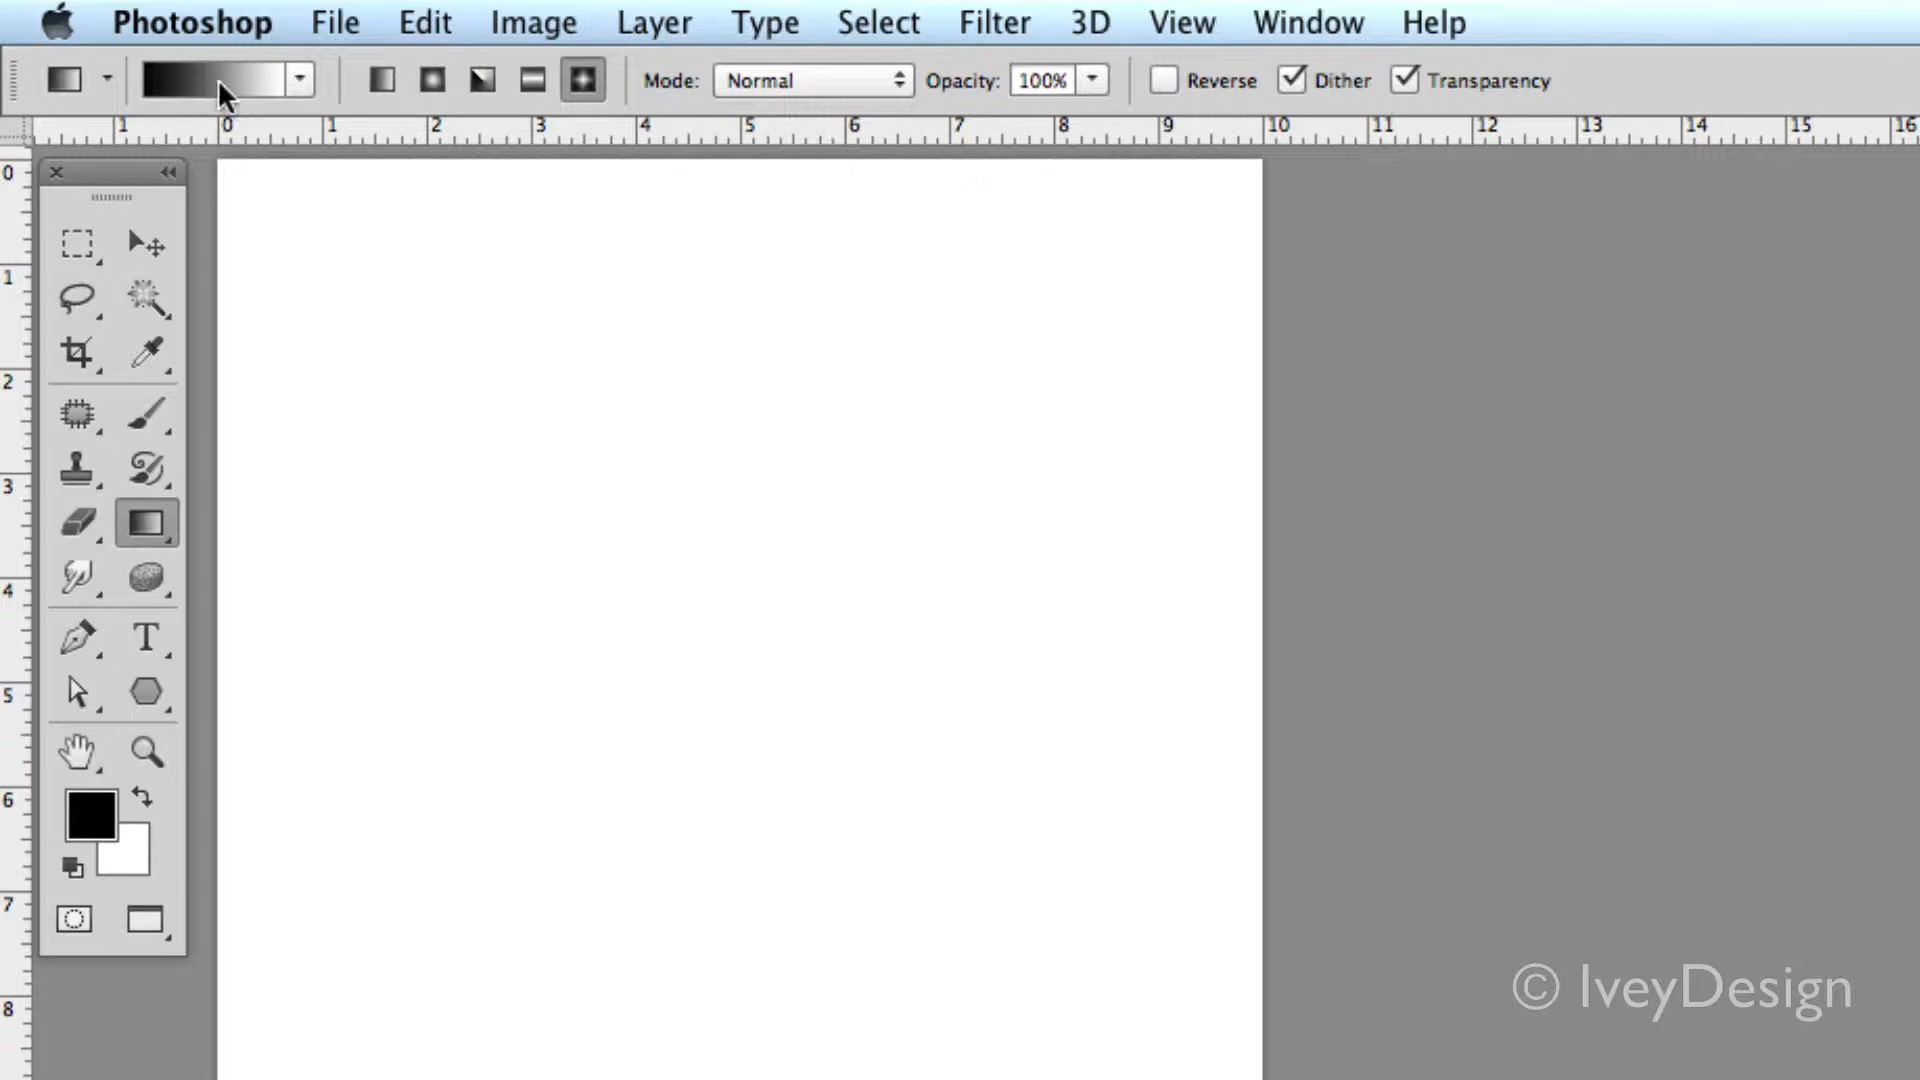 Photoshop File Edit Image Layer Type Select Filter 3D View Window Help
Mode: Normal Opacity: 100% Reverse Dither Transparency
1 0 1 2 3 4 5 6 7 8 9 10 11 12 13 14 15 16
0
1
2
3
4
5
6
7
8
T
© IveyDesign